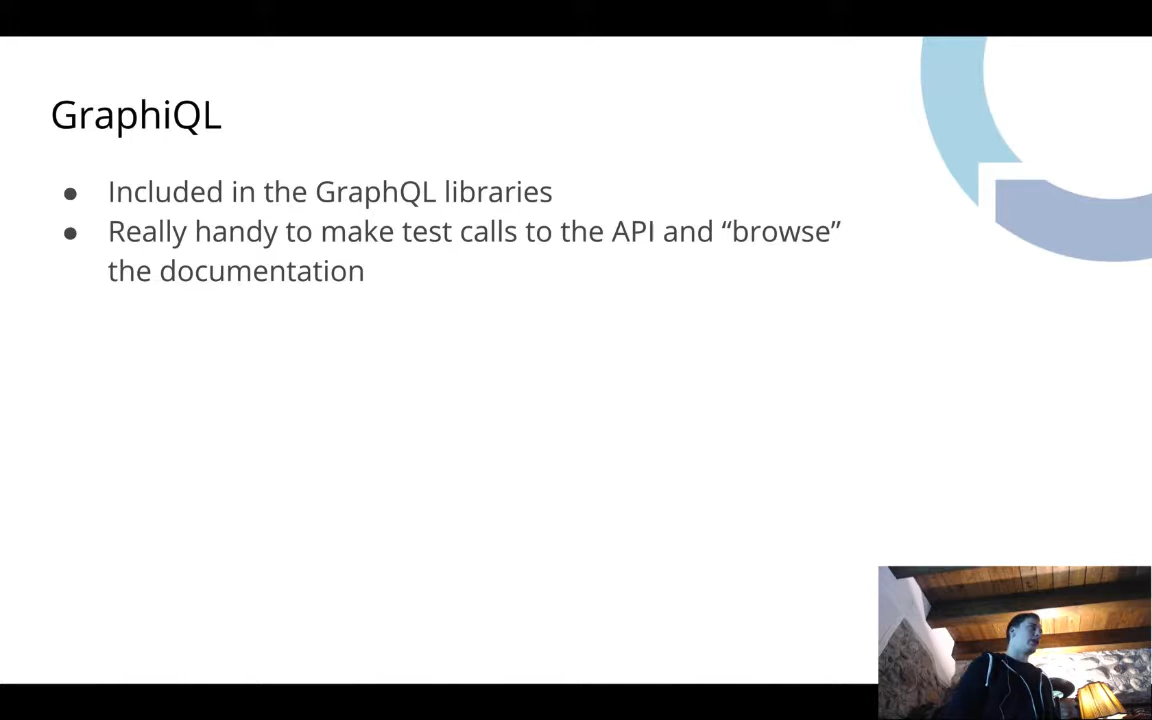 GraphiQL
● Included in the GraphQL libraries
● Really handy to make test calls to the API and “browse”
the documentation